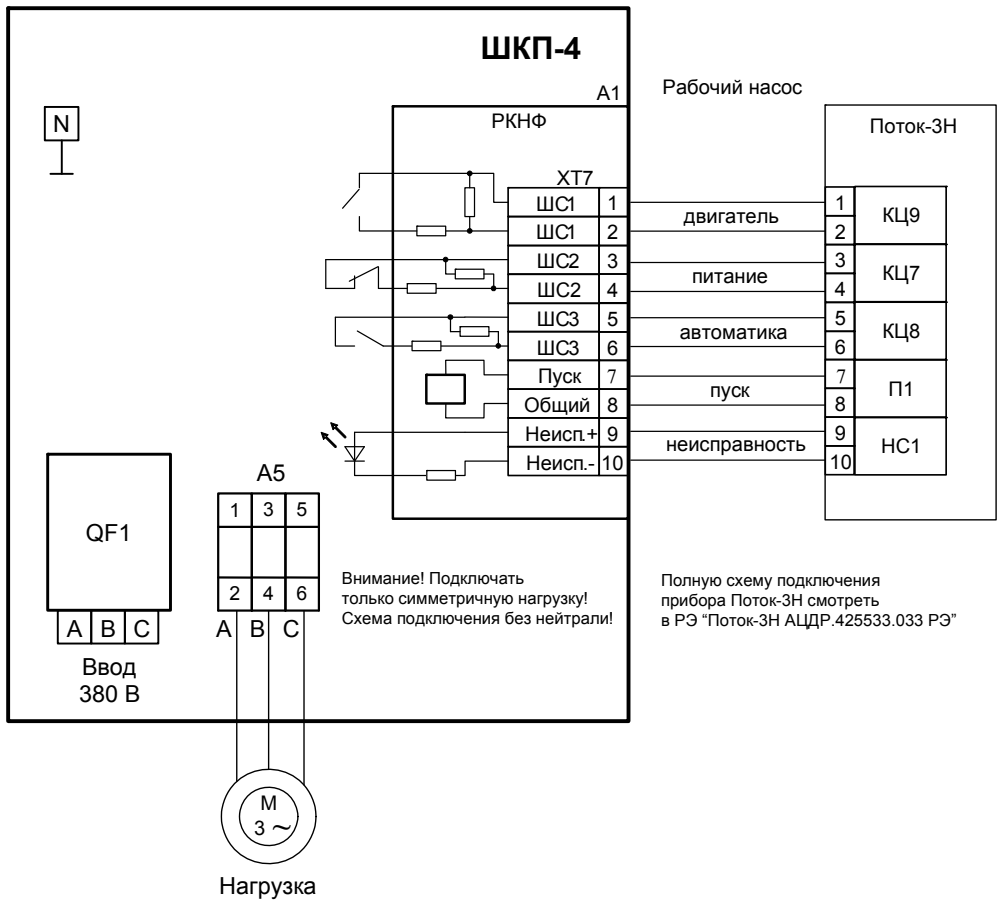 ШКП-4
А1
Рабочий насос
N
РКНФ
Поток-3Н
ХТ7
ШС1 1
двигатель
1
КЦ9
ШС1 2
2
ШС2 3
питание
3
КЦ7
ШС2 4
4
ШС3 5
автоматика
5
КЦ8
ШС3 6
6
Пуск 7
пуск
7
П1
Общий 8
8
Неисп.+ 9
неисправность
9
НС1
Неисп.- 10
10
А5
1 3 5
QF1
2 4 6
А В С
А В С
Ввод
380 В
Внимание! Подключать
только симметричную нагрузку!
Схема подключения без нейтрали!
Полную схему подключения
прибора Поток-3Н смотреть
в РЭ “Поток-3Н АЦДР.425533.033 РЭ”
М
3 ~
Нагрузка